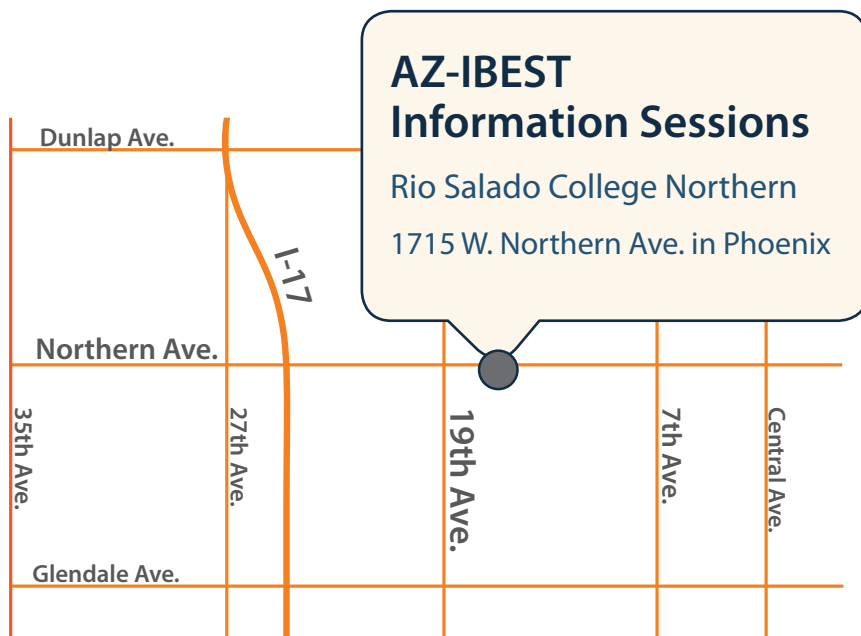 AZ-IBEST
Information Sessions
Rio Salado College Northern
1715 W. Northern Ave. in Phoenix
Dunlap Ave.
I-17
Northern Ave.
35th Ave.
27th Ave.
19th Ave.
7th Ave.
Central Ave.
Glendale Ave.